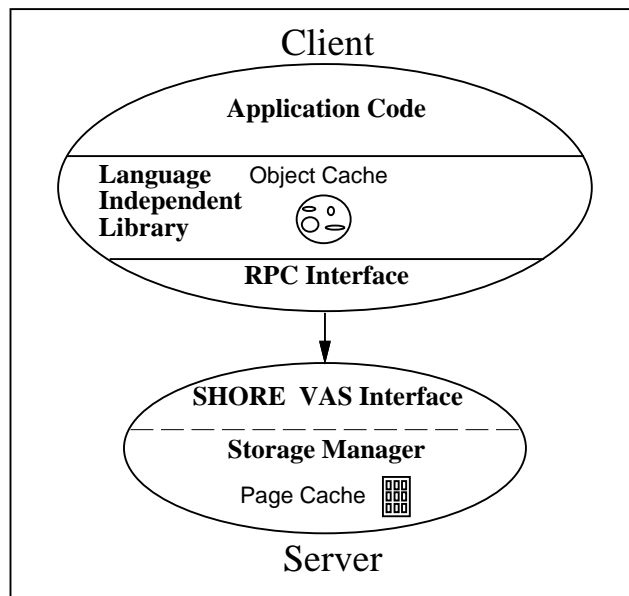 Client
Application Code
Language Object Cache
Independent
Library
RPC Interface
SHORE VAS Interface
Storage Manager
Page Cache
Server